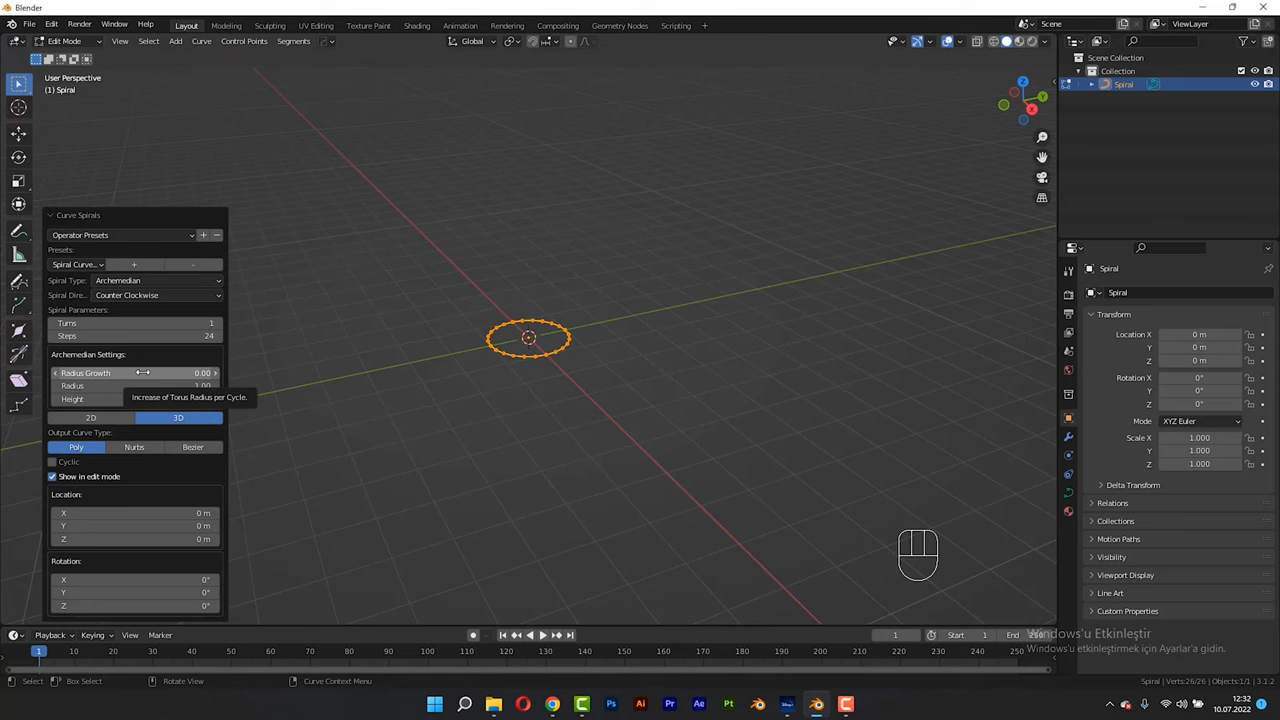 Blender
File Edit Render Window Help Layout Modeling Sculpting UV Editing Texture Paint Shading Animation Rendering Compositing Geometry Nodes Scripting + Scene ViewLayer
Edit Mode View Select Add Curve Control Points Segments Global
User Perspective
(1) Spiral
Z
Y
X
Scene Collection
Collection
Spiral
Curve Spirals
Operator Presets + −
Presets:
Spiral Curve... + -
Spiral Type: Archemedian
Spiral Dire... Counter Clockwise
Spiral Parameters:
Turns 1
Steps 24
Archemedian Settings:
Radius Growth 0.00
Radius 1.00
Height
Increase of Torus Radius per Cycle.
2D 3D
Output Curve Type:
Poly Nurbs Bezier
Cyclic
Show in edit mode
Location:
X 0 m
Y 0 m
Z 0 m
Rotation:
X 0°
Y 0°
Z 0°
Spiral
Spiral
Transform
Location X 0 m
Y 0 m
Z 0 m
Rotation X 0°
Y 0°
Z 0°
Mode XYZ Euler
Scale X 1.000
Y 1.000
Z 1.000
Delta Transform
Relations
Collections
Motion Paths
Visibility
Viewport Display
Line Art
Custom Properties
Windows'u Etkinleştir
Windows'u etkinleştirmek için Ayarlar'a gidin.
Playback Keying View Marker 1 Start 1 End 250
1 10 20 30 40 50 60 70 80 90 100 110 120 130 140 150 160 170 180 190 200 210 220 230 240 250
Select Box Select Rotate View Curve Context Menu Spiral | Verts:26/26 | Objects:1/1 | 3.1.2
Ps Ai Pr Ae Pt
12:32
10.07.2022